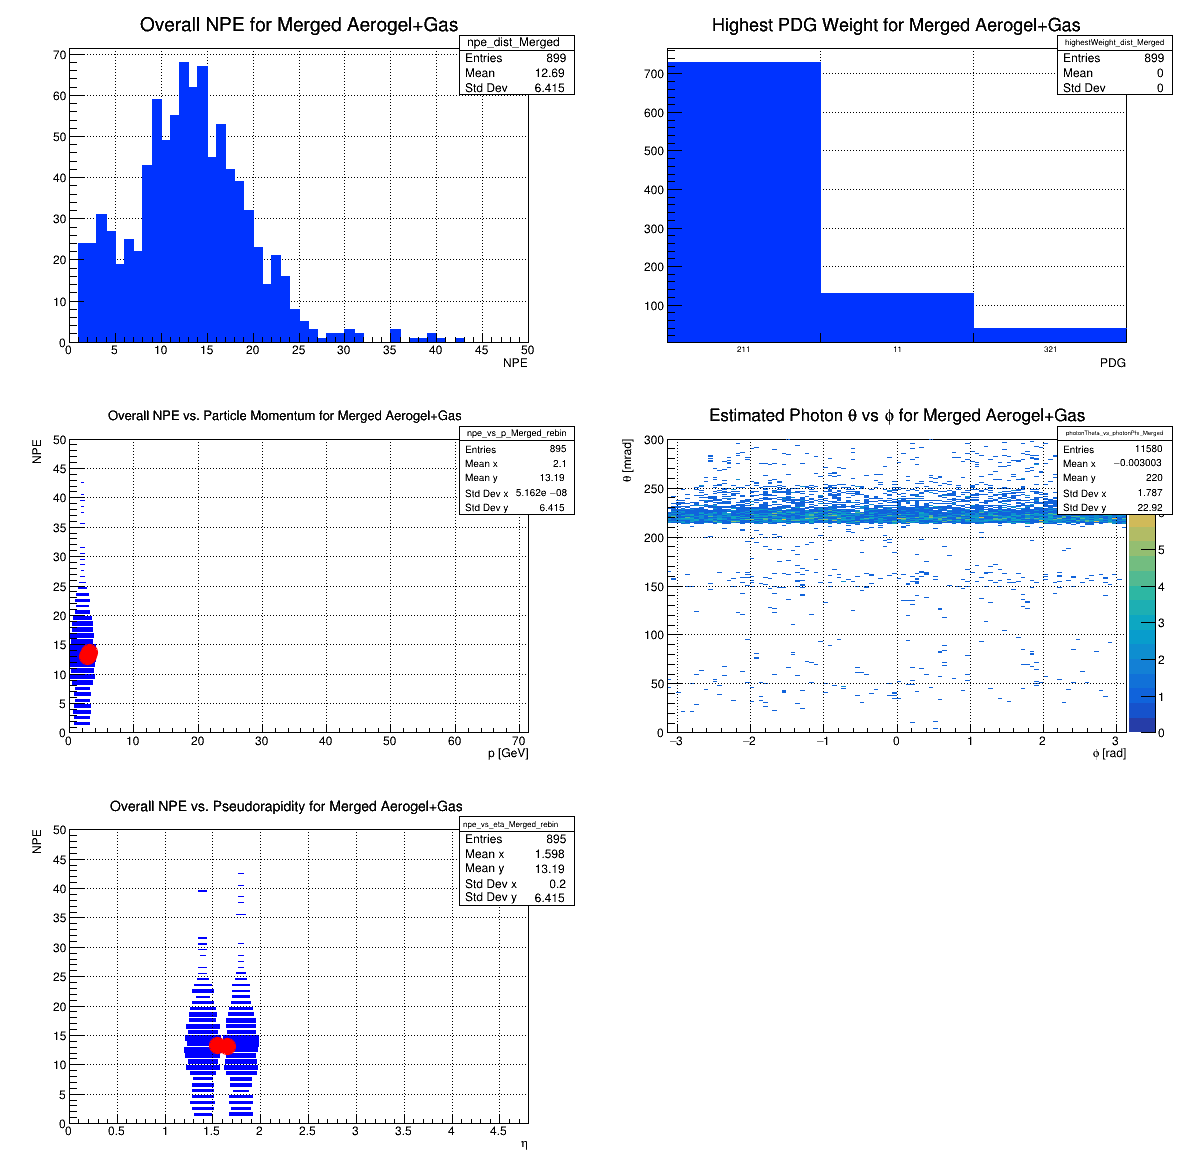 Overall NPE for Merged Aerogel+Gas
npe_dist_Merged
Entries 899
Mean 12.69
Std Dev 6.415
70
60
50
40
30
20
10
0
0 5 10 15 20 25 30 35 40 45 50
NPE
Highest PDG Weight for Merged Aerogel+Gas
highestWeight_dist_Merged
Entries 899
Mean 0
Std Dev 0
700
600
500
400
300
200
100
211 11 321
PDG
Overall NPE vs. Particle Momentum for Merged Aerogel+Gas
npe_vs_p_Merged_rebin
Entries 895
Mean x 2.1
Mean y 13.19
Std Dev x 5.162e −08
Std Dev y 6.415
NPE
50
45
40
35
30
25
20
15
10
5
0
0 10 20 30 40 50 60 70
p [GeV]
Estimated Photon θ vs ϕ for Merged Aerogel+Gas
photonTheta_vs_photonPhi_Merged
Entries 11580
Mean x −0.003003
Mean y 220
Std Dev x 1.787
Std Dev y 22.92
θ [mrad]
300
250
200
150
100
50
0
−3 −2 −1 0 1 2 3
ϕ [rad]
5
4
3
2
1
0
Overall NPE vs. Pseudorapidity for Merged Aerogel+Gas
npe_vs_eta_Merged_rebin
Entries 895
Mean x 1.598
Mean y 13.19
Std Dev x 0.2
Std Dev y 6.415
NPE
50
45
40
35
30
25
20
15
10
5
0
0 0.5 1 1.5 2 2.5 3 3.5 4 4.5
η